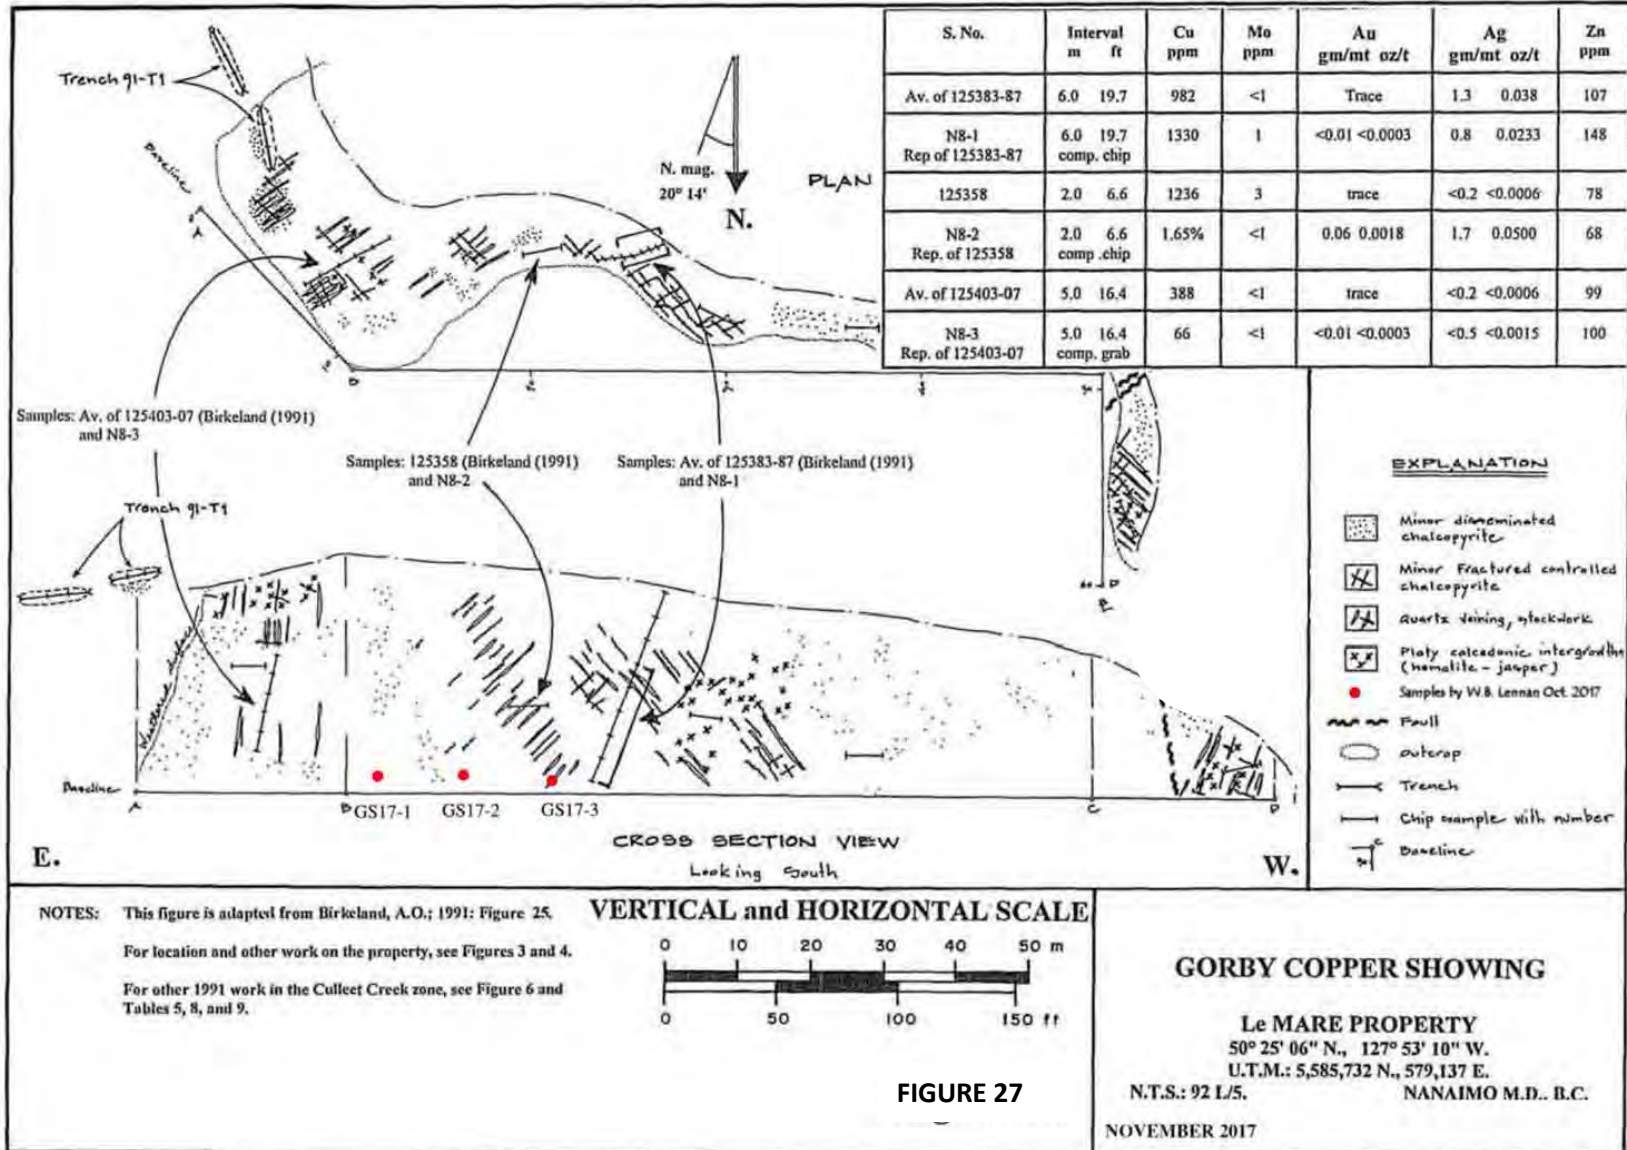 S. No. Interval Cu Mo Au Ag Zn
m ft ppm ppm gm/mt oz/t gm/mt oz/t ppm
Av. of 125383-87 6.0 19.7 982 <1 Trace 1.3 0.038 107
N8-1 6.0 19.7 1330 1 <0.01 <0.0003 0.8 0.0233 148
Rep of 125383-87 comp. chip
125358 2.0 6.6 1236 3 trace <0.2 <0.0006 78
N8-2 2.0 6.6 1.65% <1 0.06 0.0018 1.7 0.0500 68
Rep. of 125358 comp .chip
Av. of 125403-07 5.0 16.4 388 <1 trace <0.2 <0.0006 99
N8-3 5.0 16.4 66 <1 <0.01 <0.0003 <0.5 <0.0015 100
Rep. of 125403-07 comp. grab
Trench 91-T1
Baseline
A
N. mag.
20° 14'
N.
PLAN
B
Samples: Av. of 125403-07 (Birkeland (1991)
and N8-3
Samples: 125358 (Birkeland (1991)
and N8-2
Samples: Av. of 125383-87 (Birkeland (1991)
and N8-1
Trench 91-T1
Baseline
A
B
GS17-1
GS17-2
GS17-3
C
D
CROSS SECTION VIEW
Looking South
E.
W.
EXPLANATION
Minor disseminated
chalcopyrite
Minor Fractured controlled
chalcopyrite
Quartz veining, stockwork
Platy calcedonic intergrowths
(hematite - jasper)
Samples by W.B. Lennan Oct. 2017
Fault
outcrop
Trench
Chip example with number
Baseline
NOTES: This figure is adapted from Birkeland, A.O.; 1991: Figure 25.
For location and other work on the property, see Figures 3 and 4.
For other 1991 work in the Culleet Creek zone, see Figure 6 and
Tables 5, 8, and 9.
VERTICAL and HORIZONTAL SCALE
0 10 20 30 40 50 m
0 50 100 150 ft
FIGURE 27
GORBY COPPER SHOWING
Le MARE PROPERTY
50° 25' 06" N., 127° 53' 10" W.
U.T.M.: 5,585,732 N., 579,137 E.
N.T.S.: 92 L/5. NANAIMO M.D.. B.C.
NOVEMBER 2017